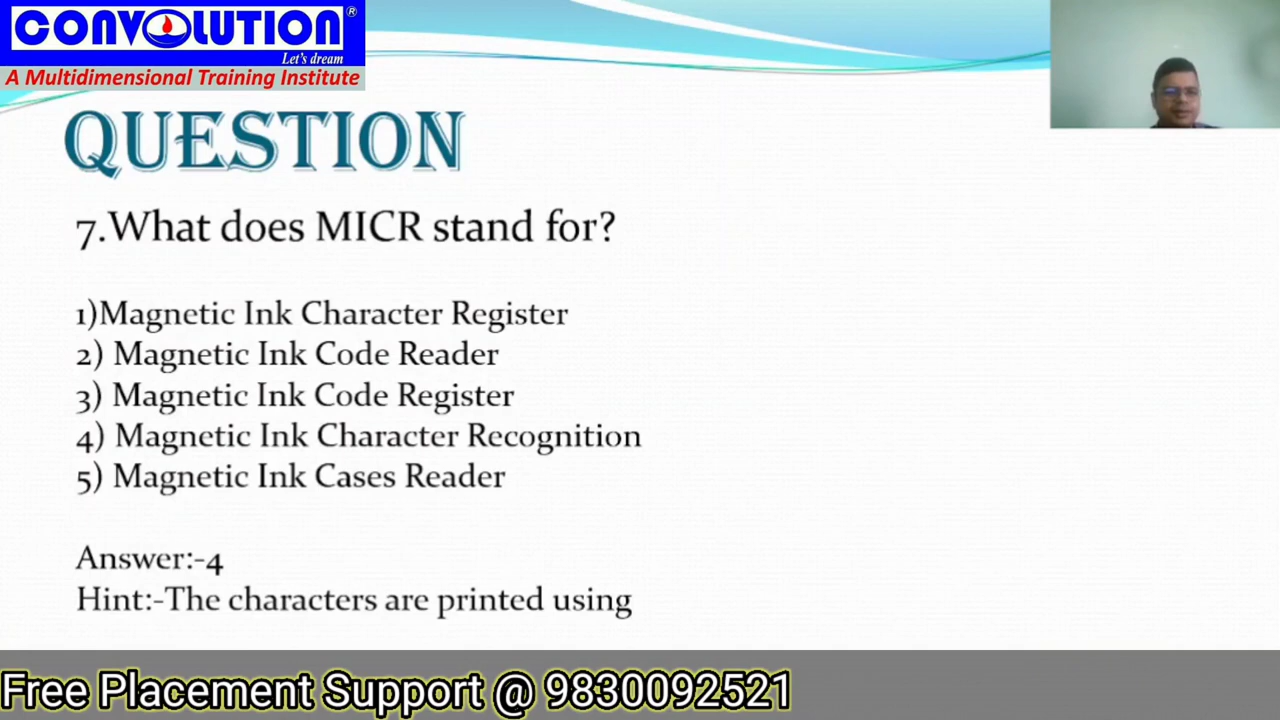 CONVOLUTION®
Let's dream
A Multidimensional Training Institute
QUESTION
7.What does MICR stand for?
1)Magnetic Ink Character Register
2) Magnetic Ink Code Reader
3) Magnetic Ink Code Register
4) Magnetic Ink Character Recognition
5) Magnetic Ink Cases Reader
Answer:-4
Hint:-The characters are printed using
Free Placement Support @ 9830092521